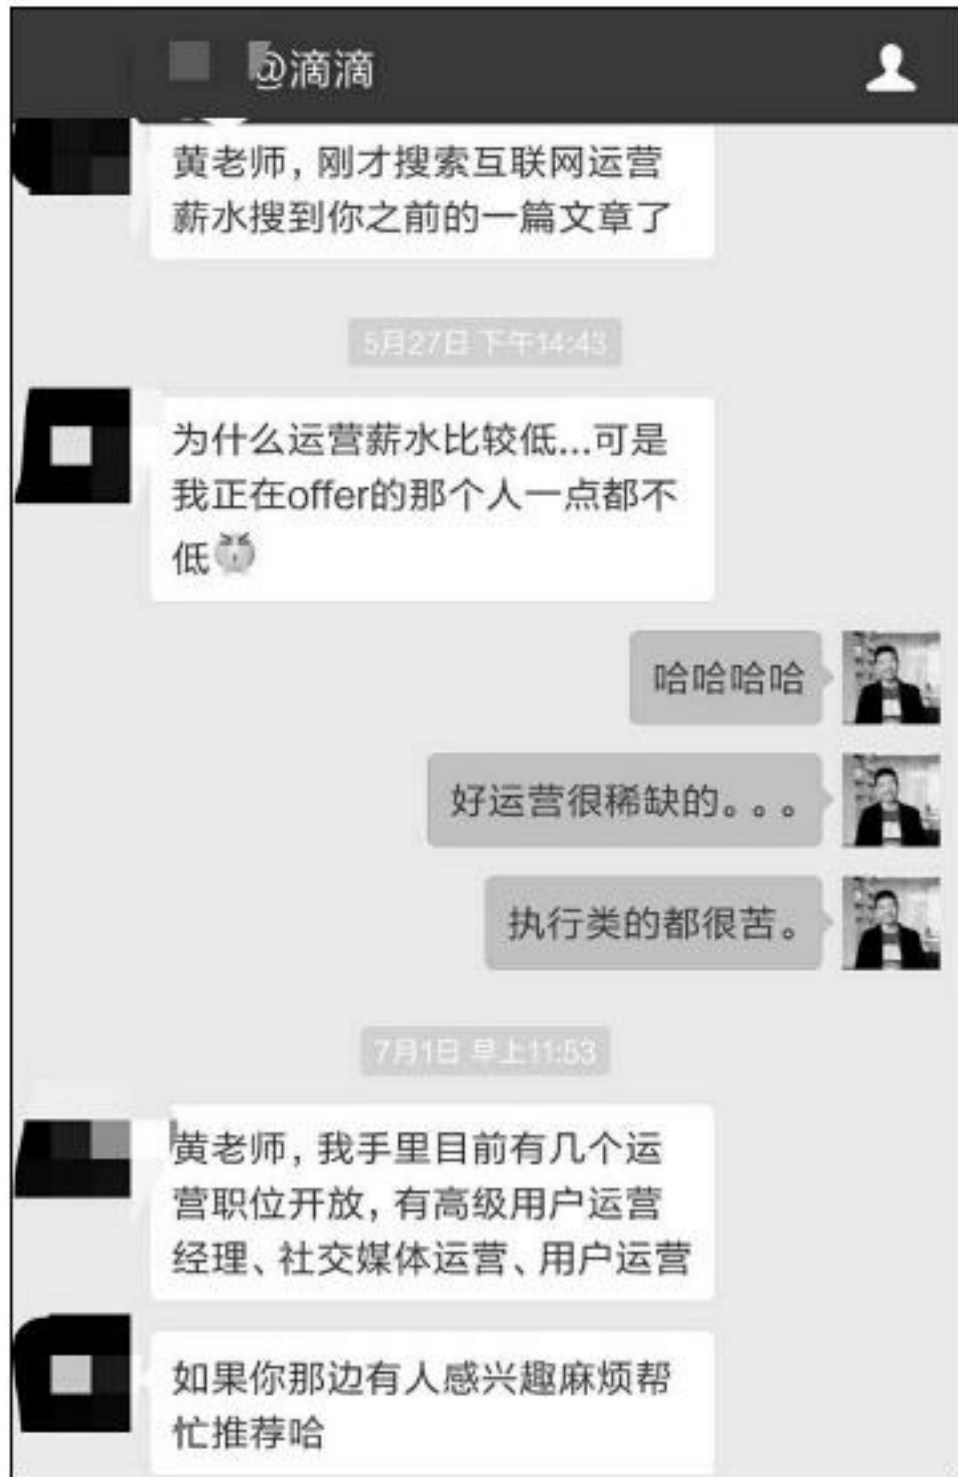 @滴滴
黄老师，刚才搜索互联网运营
薪水搜到你之前的一篇文章了
5月27日 下午14:43
为什么运营薪水比较低...可是
我正在offer的那个人一点都不
低
哈哈哈哈
好运营很稀缺的。。。
执行类的都很苦。
7月1日 早上11:53
黄老师，我手里目前有几个运
营职位开放，有高级用户运营
经理、社交媒体运营、用户运营
如果你那边有人感兴趣麻烦帮
忙推荐哈